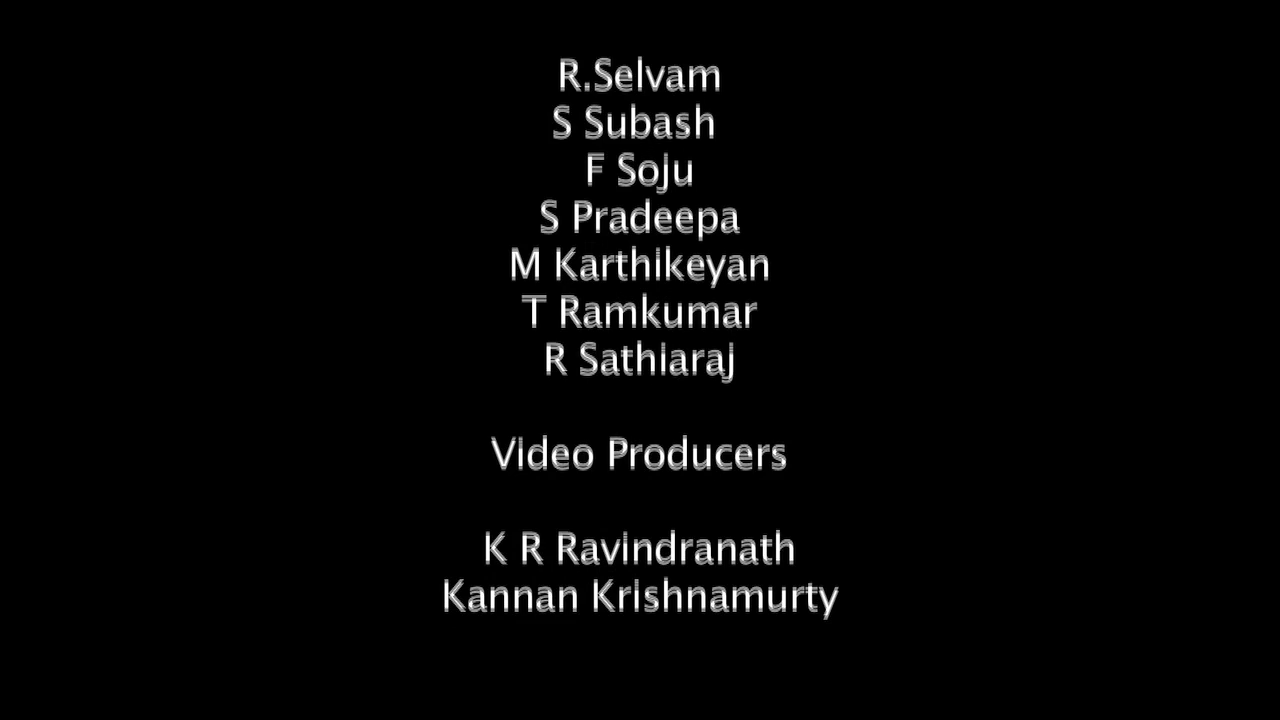 R.Selvam
S Subash
F Soju
S Pradeepa
M Karthikeyan
T Ramkumar
R Sathiaraj
Video Producers
K R Ravindranath
Kannan Krishnamurty